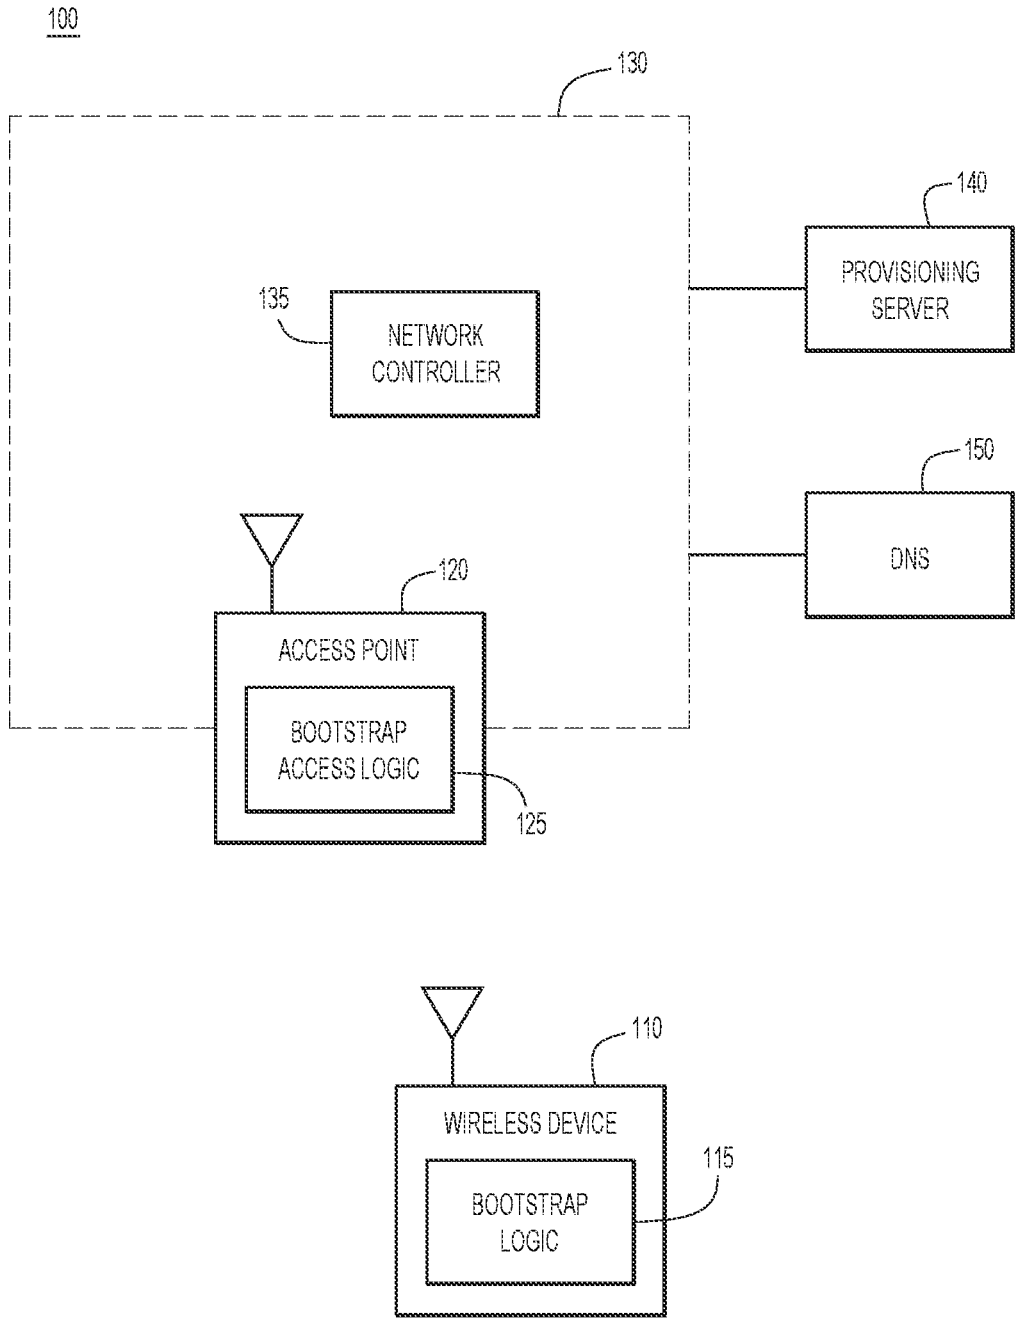 100
130
140
PROVISIONING
SERVER
135
NETWORK
CONTROLLER
150
DNS
120
ACCESS POINT
BOOTSTRAP
ACCESS LOGIC
125
110
WIRELESS DEVICE
115
BOOTSTRAP
LOGIC